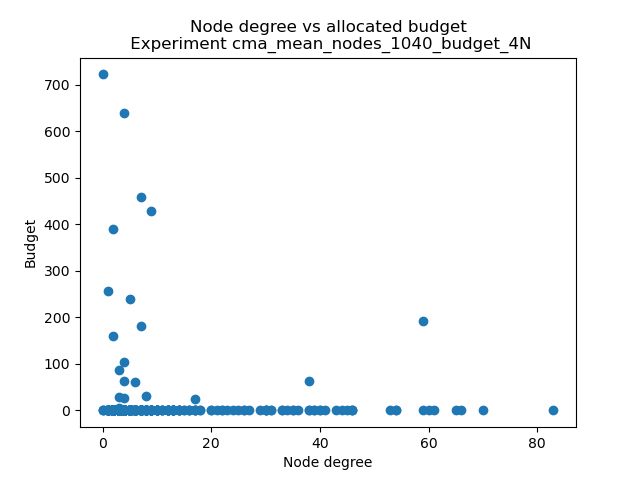 Node degree vs allocated budget
Experiment cma_mean_nodes_1040_budget_4N
Budget
700
600
500
400
300
200
100
0
0 20 40 60 80
Node degree